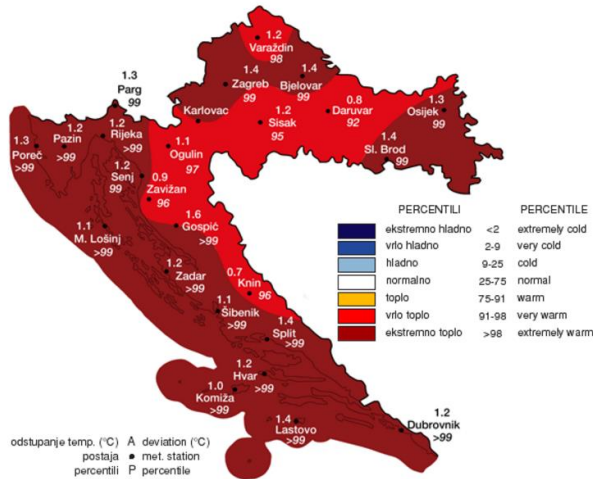 1.2
Varaždin
98
1.4
Zagreb
99
1.4
Bjelovar
99
1.3
Parg
99
Karlovac
1.2
Sisak
95
0.8
Daruvar
92
1.3
Osijek
99
1.4
Sl. Brod
99
1.3
Poreč
>99
1.2
Pazin
>99
1.2
Rijeka
>99
1.1
Ogulin
97
1.2
Senj
99
0.9
Zavižan
96
1.6
Gospić
>99
1.1
M. Lošinj
>99
1.2
Zadar
>99
0.7
Knin
96
1.1
Šibenik
>99
1.4
Split
>99
1.2
Hvar
>99
1.0
Komiža
>99
1.4
Lastovo
>99
1.2
Dubrovnik
>99
PERCENTILI PERCENTILE
ekstremno hladno <2 extremely cold
vrlo hladno 2-9 very cold
hladno 9-25 cold
normalno 25-75 normal
toplo 75-91 warm
vrlo toplo 91-98 very warm
ekstremno toplo >98 extremely warm
odstupanje temp. (°C) A deviation (°C)
postaja met. station
percentili P percentile